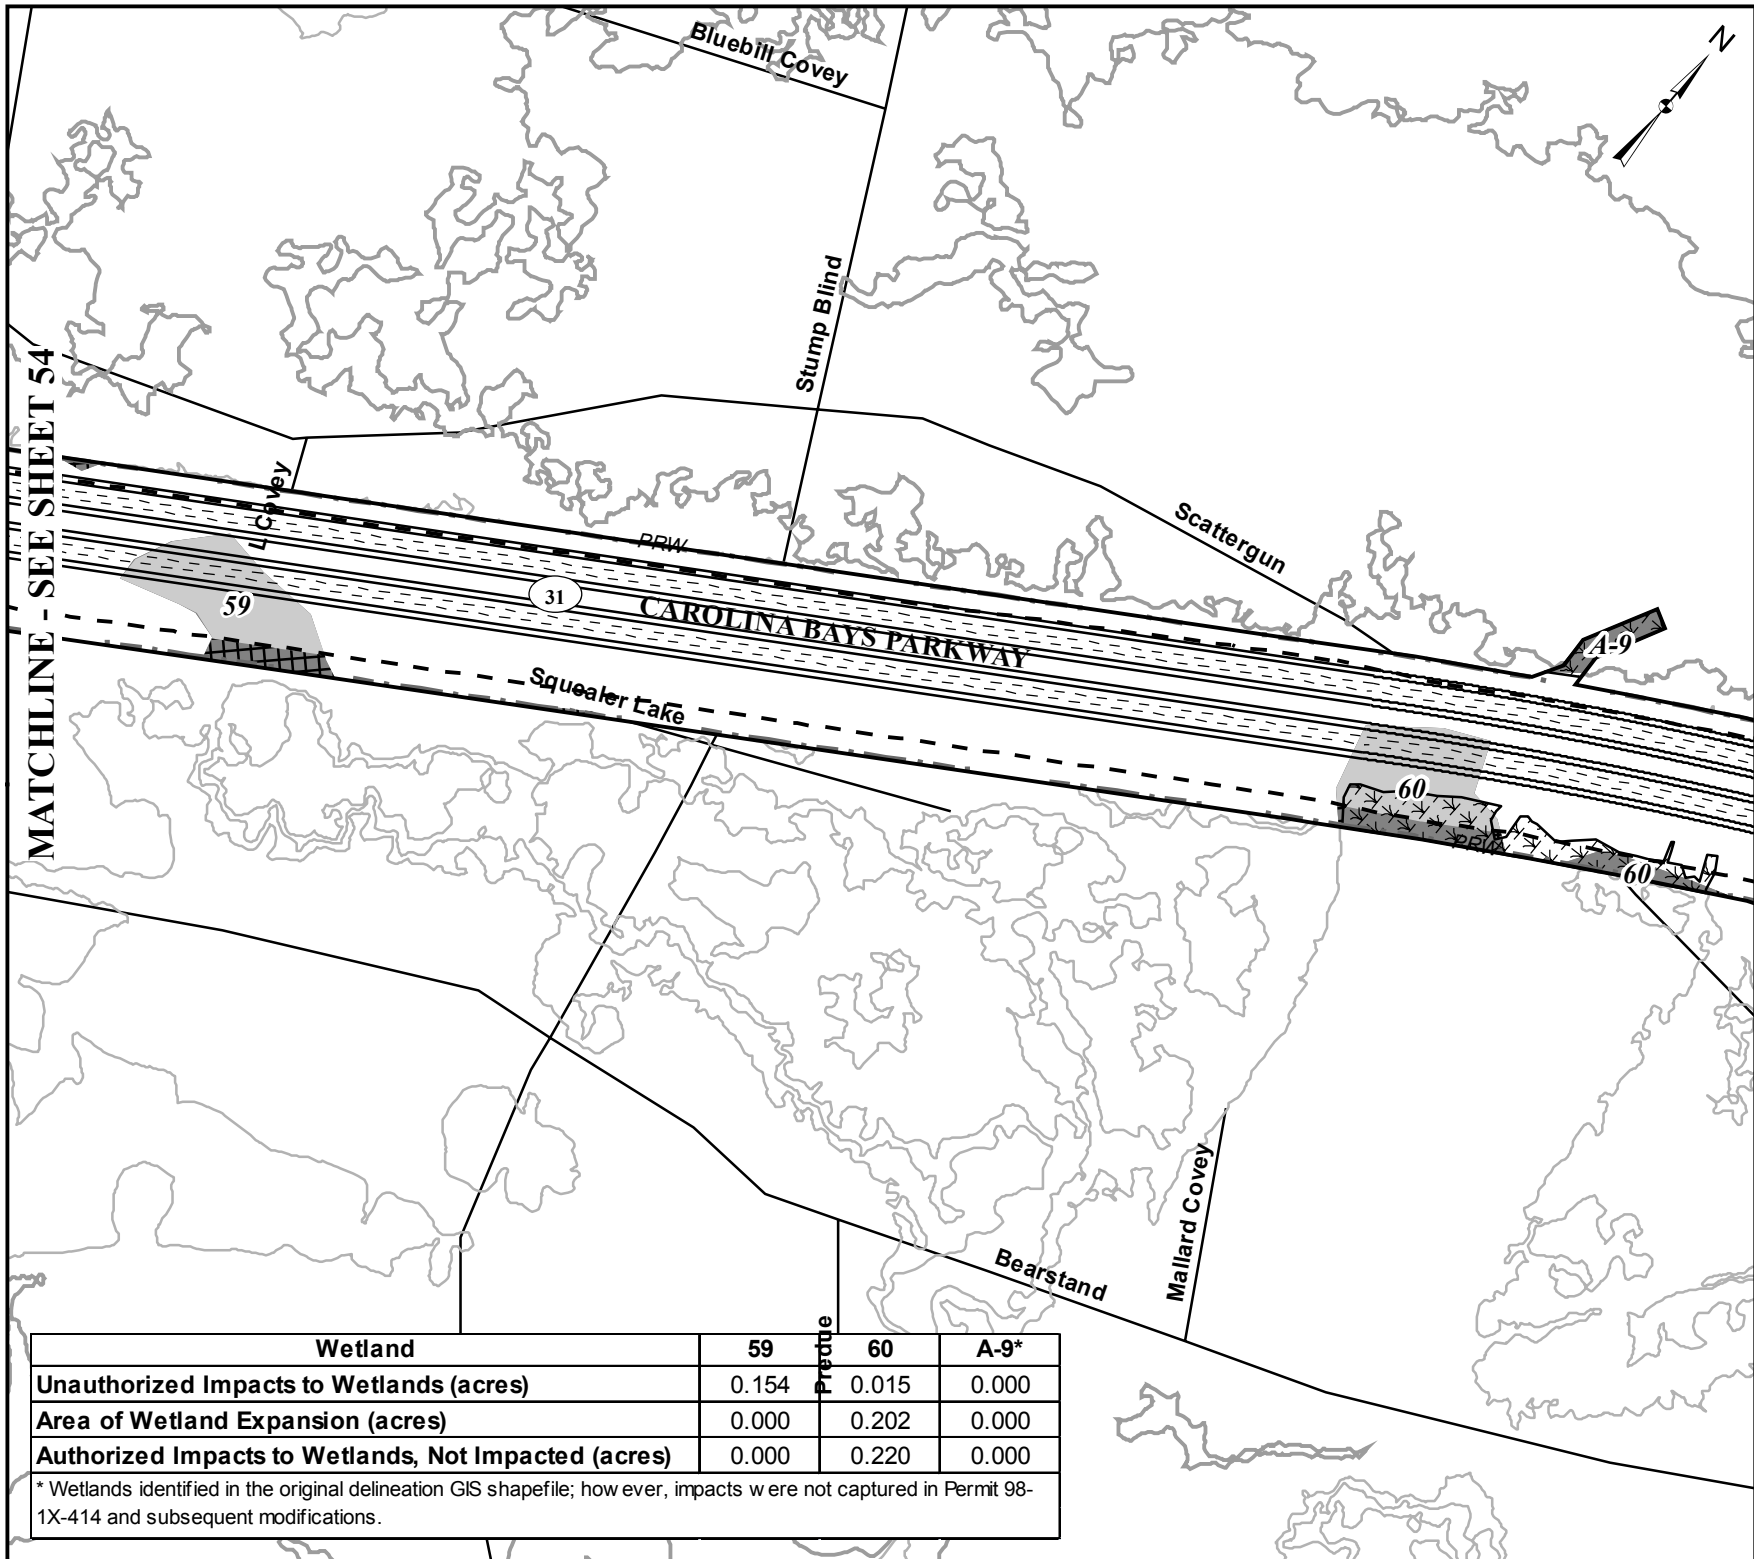 N
Bluebill Covey
Stump Blind
MATCHLINE - SEE SHEET 54
l Covey
PRW
Scattergun
31
CAROLINA BAYS PARKWAY
59
A-9
Squealer Lake
60
PRW
60
Mallard Covey
Bearstand
Predue
Wetland 59 60 A-9*
Unauthorized Impacts to Wetlands (acres) 0.154 0.015 0.000
Area of Wetland Expansion (acres) 0.000 0.202 0.000
Authorized Impacts to Wetlands, Not Impacted (acres) 0.000 0.220 0.000
* Wetlands identified in the original delineation GIS shapefile; however, impacts were not captured in Permit 98-
1X-414 and subsequent modifications.